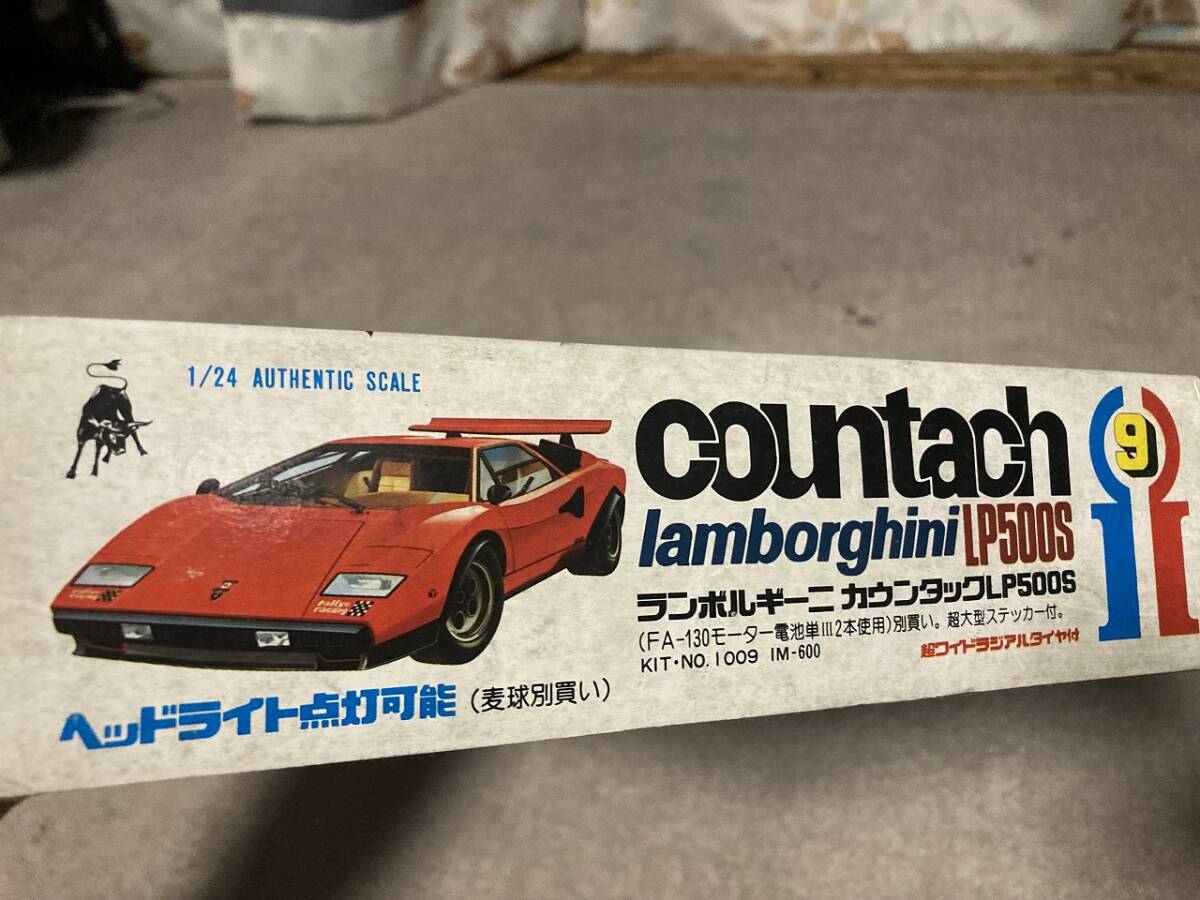 1/24 AUTHENTIC SCALE
rallye
racing
rallye
racing
ヘッドライト点灯可能(麦球別買い)
countach
lamborghini LP500S
ランボルギーニ カウンタックLP500S
(FA-130モーター電池単III2本使用)別買い。超大型ステッカー付。
KIT・NO.1009 IM-600
超ワイドラジアルタイヤ付
9